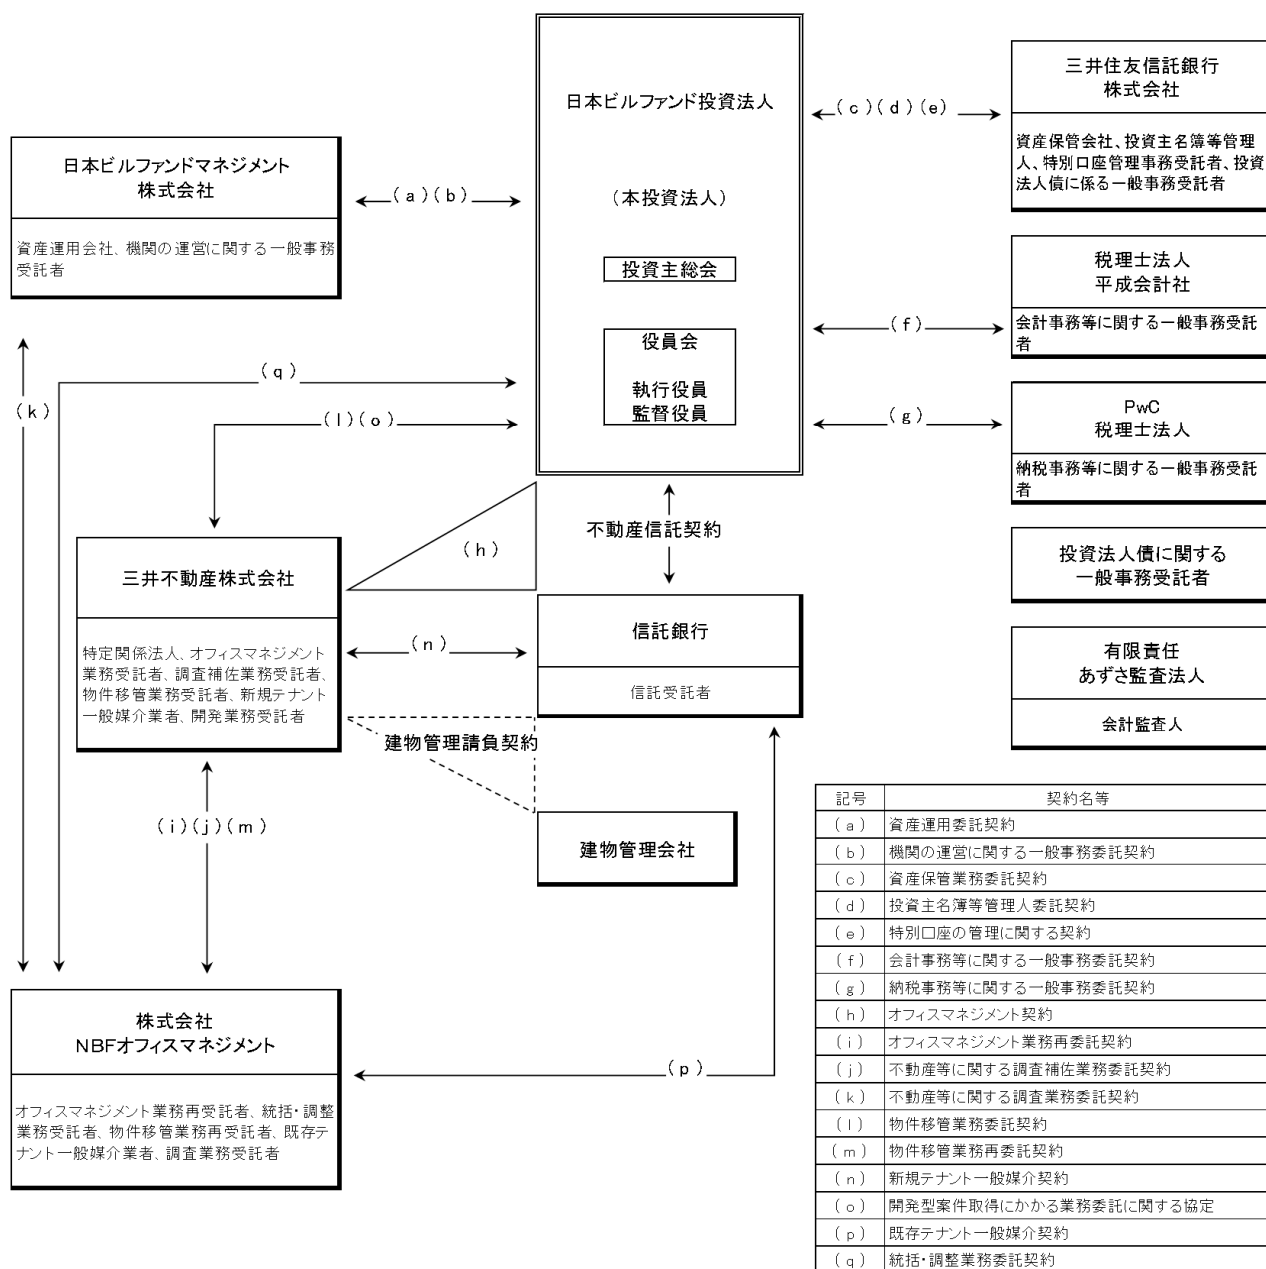 日本ビルファンド投資法人
(本投資法人)
投資主総会
役員会
執行役員
監督役員
日本ビルファンドマネジメント
株式会社
資産運用会社、機関の運営に関する一般事務
受託者
(a)(b)
(c)(d)(e)
三井住友信託銀行
株式会社
資産保管会社、投資主名簿等管理
人、特別口座管理事務受託者、投資
法人債に係る一般事務受託者
税理士法人
平成会計社
会計事務等に関する一般事務受託
者
(f)
PwC
税理士法人
納税事務等に関する一般事務受託
者
(g)
投資法人債に関する
一般事務受託者
有限責任
あずさ監査法人
会計監査人
(k)
(q)
(l)(o)
(h)
不動産信託契約
三井不動産株式会社
特定関係法人、オフィスマネジメント
業務受託者、調査補佐業務受託者、
物件移管業務受託者、新規テナント
一般媒介業者、開発業務受託者
(n)
信託銀行
信託受託者
建物管理請負契約
建物管理会社
(i)(j)(m)
株式会社
NBFオフィスマネジメント
オフィスマネジメント業務再受託者、統括・調整
業務受託者、物件移管業務再受託者、既存テ
ナント一般媒介業者、調査業務受託者
(p)
記号 契約名等
(a) 資産運用委託契約
(b) 機関の運営に関する一般事務委託契約
(c) 資産保管業務委託契約
(d) 投資主名簿等管理人委託契約
(e) 特別口座の管理に関する契約
(f) 会計事務等に関する一般事務委託契約
(g) 納税事務等に関する一般事務委託契約
(h) オフィスマネジメント契約
(i) オフィスマネジメント業務再委託契約
(j) 不動産等に関する調査補佐業務委託契約
(k) 不動産等に関する調査業務委託契約
(l) 物件移管業務委託契約
(m) 物件移管業務再委託契約
(n) 新規テナント一般媒介契約
(o) 開発型案件取得にかかる業務委託に関する協定
(p) 既存テナント一般媒介契約
(q) 統括・調整業務委託契約